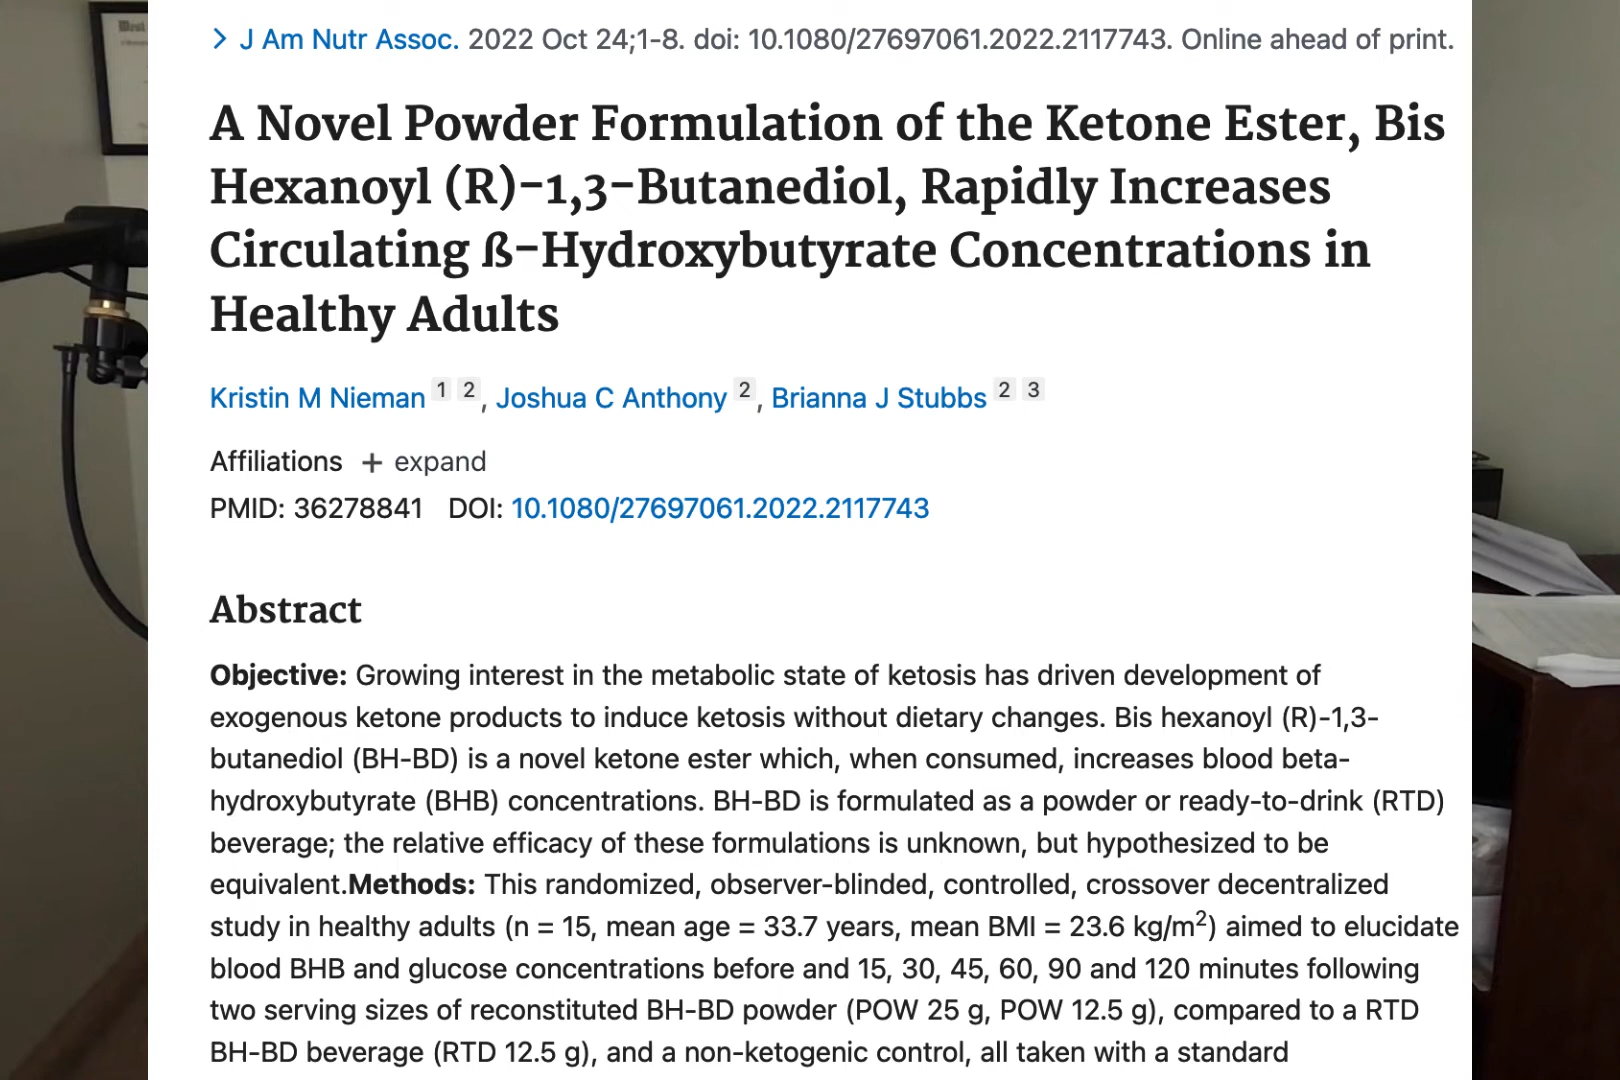 > J Am Nutr Assoc. 2022 Oct 24;1-8. doi: 10.1080/27697061.2022.2117743. Online ahead of print.
A Novel Powder Formulation of the Ketone Ester, Bis
Hexanoyl (R)-1,3-Butanediol, Rapidly Increases
Circulating ß-Hydroxybutyrate Concentrations in
Healthy Adults
Kristin M Nieman 1 2, Joshua C Anthony 2, Brianna J Stubbs 2 3
Affiliations + expand
PMID: 36278841 DOI: 10.1080/27697061.2022.2117743
Abstract
Objective: Growing interest in the metabolic state of ketosis has driven development of
exogenous ketone products to induce ketosis without dietary changes. Bis hexanoyl (R)-1,3-
butanediol (BH-BD) is a novel ketone ester which, when consumed, increases blood beta-
hydroxybutyrate (BHB) concentrations. BH-BD is formulated as a powder or ready-to-drink (RTD)
beverage; the relative efficacy of these formulations is unknown, but hypothesized to be
equivalent.Methods: This randomized, observer-blinded, controlled, crossover decentralized
study in healthy adults (n = 15, mean age = 33.7 years, mean BMI = 23.6 kg/m2) aimed to elucidate
blood BHB and glucose concentrations before and 15, 30, 45, 60, 90 and 120 minutes following
two serving sizes of reconstituted BH-BD powder (POW 25 g, POW 12.5 g), compared to a RTD
BH-BD beverage (RTD 12.5 g), and a non-ketogenic control, all taken with a standard